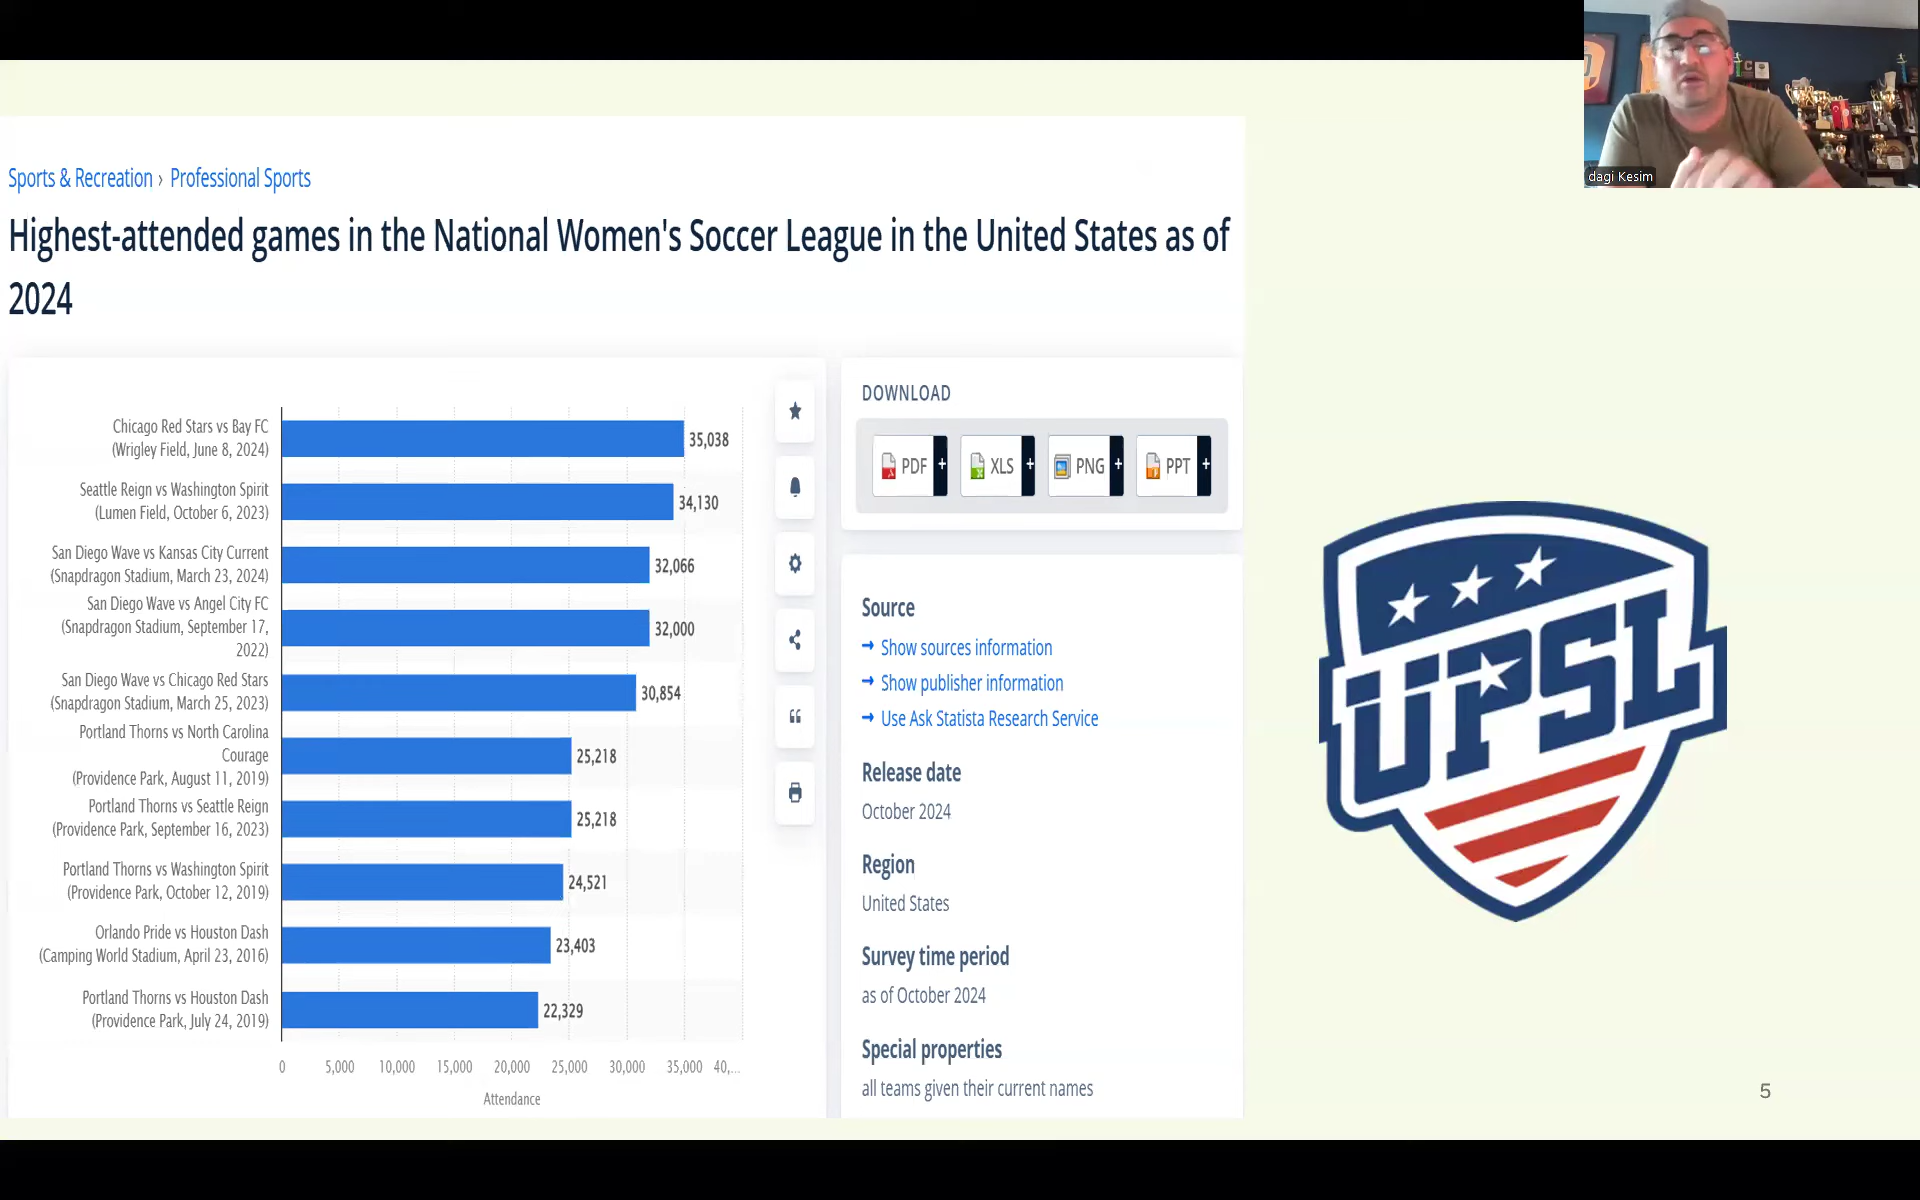 dagi Kesim
Sports & Recreation › Professional Sports
Highest-attended games in the National Women's Soccer League in the United States as of
2024
Chicago Red Stars vs Bay FC
(Wrigley Field, June 8, 2024)
35,038
Seattle Reign vs Washington Spirit
(Lumen Field, October 6, 2023)
34,130
San Diego Wave vs Kansas City Current
(Snapdragon Stadium, March 23, 2024)
32,066
San Diego Wave vs Angel City FC
(Snapdragon Stadium, September 17,
2022)
32,000
San Diego Wave vs Chicago Red Stars
(Snapdragon Stadium, March 25, 2023)
30,854
Portland Thorns vs North Carolina
Courage
(Providence Park, August 11, 2019)
25,218
Portland Thorns vs Seattle Reign
(Providence Park, September 16, 2023)
25,218
Portland Thorns vs Washington Spirit
(Providence Park, October 12, 2019)
24,521
Orlando Pride vs Houston Dash
(Camping World Stadium, April 23, 2016)
23,403
Portland Thorns vs Houston Dash
(Providence Park, July 24, 2019)
22,329
0 5,000 10,000 15,000 20,000 25,000 30,000 35,000 40,...
Attendance
DOWNLOAD
PDF + XLS + PNG + PPT +
Source
→ Show sources information
→ Show publisher information
→ Use Ask Statista Research Service
Release date
October 2024
Region
United States
Survey time period
as of October 2024
Special properties
all teams given their current names
UPSL
5